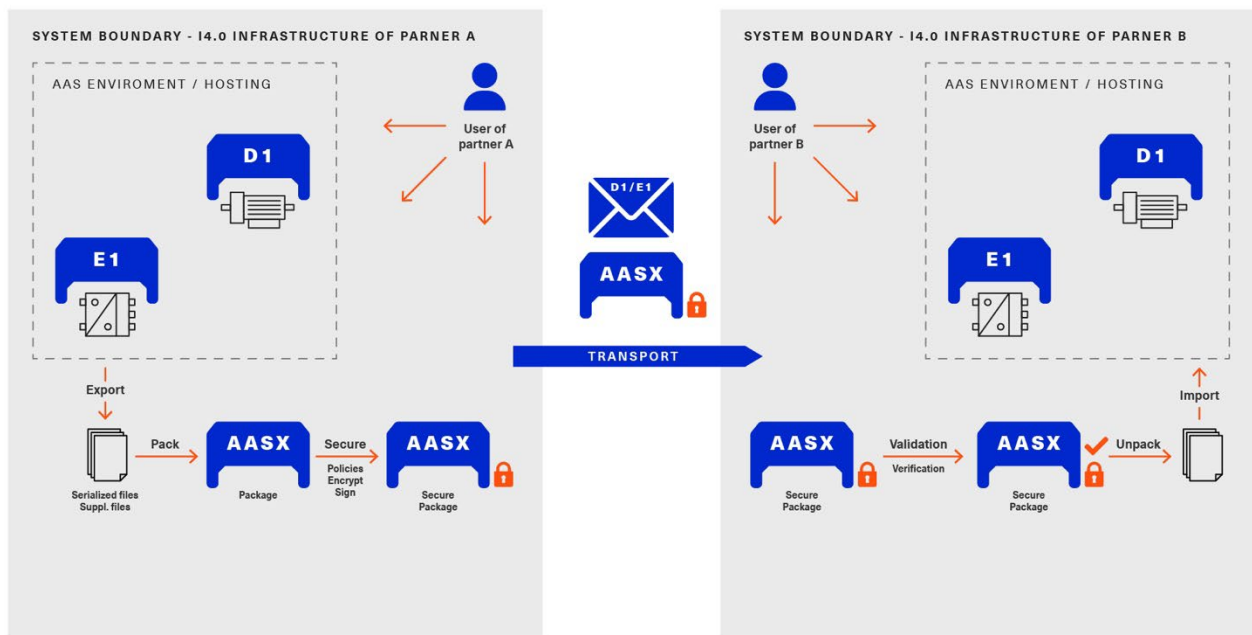 SYSTEM BOUNDARY - I4.0 INFRASTRUCTURE OF PARNER A
AAS ENVIROMENT / HOSTING
D1
E1
User of
partner A
Export
Serialized files
Suppl. files
Pack
AASX
Package
Secure
Policies
Encrypt
Sign
AASX
Secure
Package
D1/E1
AASX
TRANSPORT
SYSTEM BOUNDARY - I4.0 INFRASTRUCTURE OF PARNER B
User of
partner B
AAS ENVIROMENT / HOSTING
D1
E1
AASX
Secure
Package
Validation
Verification
AASX
Secure
Package
Unpack
Import